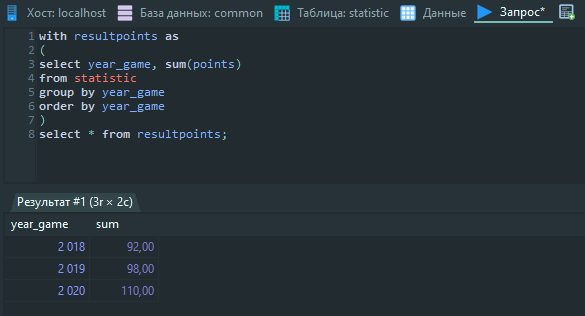 Хост: localhost База данных: common Таблица: statistic Данные Запрос*
1 with resultpoints as
2 (
3 select year_game, sum(points)
4 from statistic
5 group by year_game
6 order by year_game
7 )
8 select * from resultpoints;
Результат #1 (3r × 2c)
year_game sum
2 018 92,00
2 019 98,00
2 020 110,00